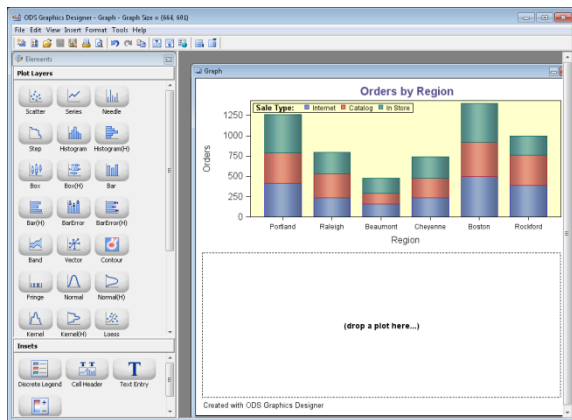 ODS Graphics Designer - Graph - Graph Size = (664, 601)
File Edit View Insert Format Tools Help
Elements
Plot Layers
Scatter Series Needle
Step Histogram Histogram(H)
Box Box(H) Bar
Bar(H) BarError BarError(H)
Band Vector Contour
Fringe Normal Normal(H)
Kernel Kernel(H) Loess
Insets
Discrete Legend Cell Header Text Entry
Graph
Orders by Region
Sale Type: Internet Catalog In Store
Orders
1250
1000
750
500
250
0
Portland Raleigh Beaumont Cheyenne Boston Rockford
Region
(drop a plot here...)
Created with ODS Graphics Designer